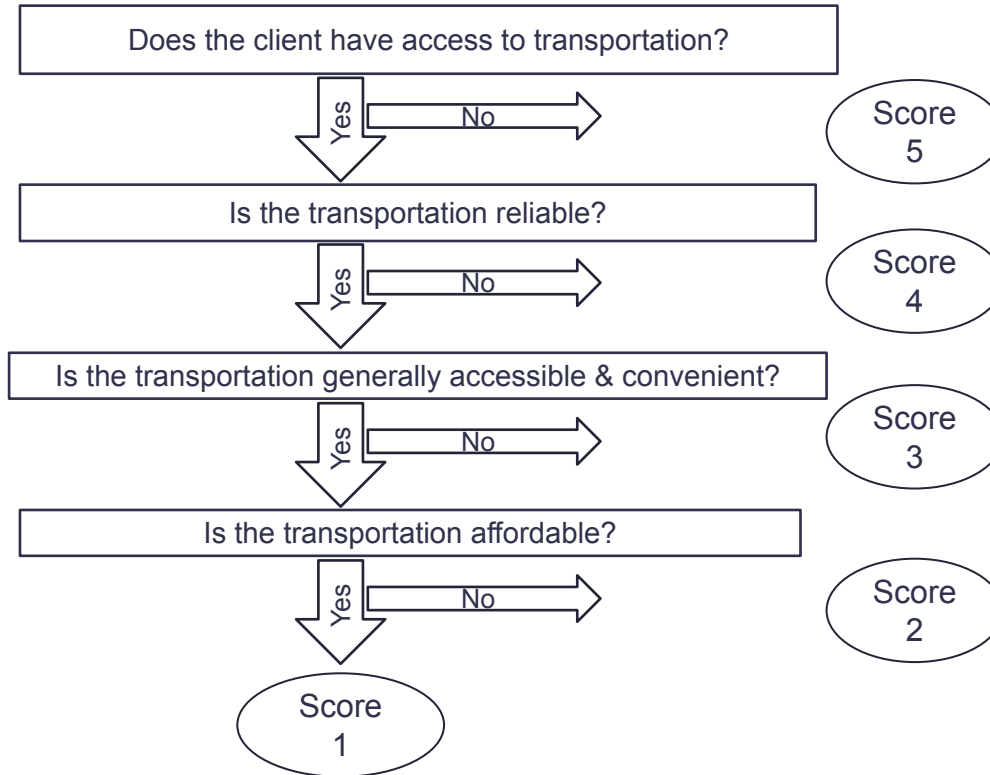 Does the client have access to transportation?
Yes
No
Score
5
Is the transportation reliable?
Yes
No
Score
4
Is the transportation generally accessible & convenient?
Yes
No
Score
3
Is the transportation affordable?
Yes
No
Score
2
Score
1